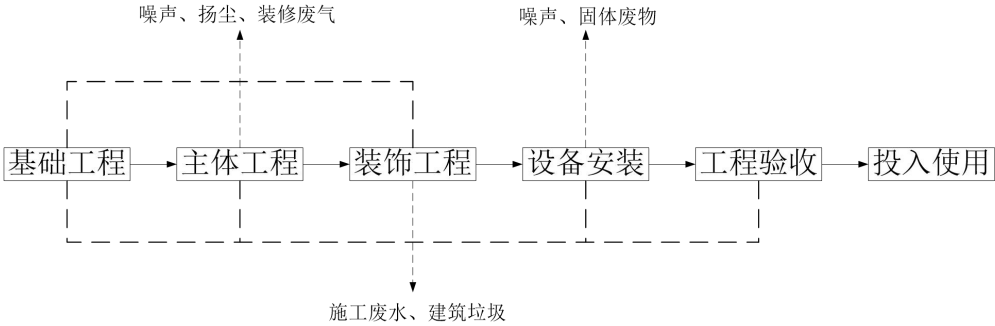 噪声、扬尘、装修废气
噪声、固体废物
基础工程
主体工程
装饰工程
设备安装
工程验收
投入使用
施工废水、建筑垃圾